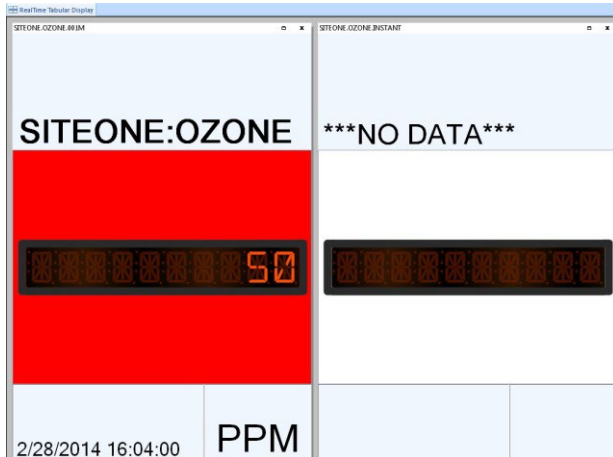 RealTime Tabular Display
SITEONE.OZONE.001M
SITEONE.OZONE.INSTANT
SITEONE:OZONE
***NO DATA***
50
2/28/2014 16:04:00
PPM